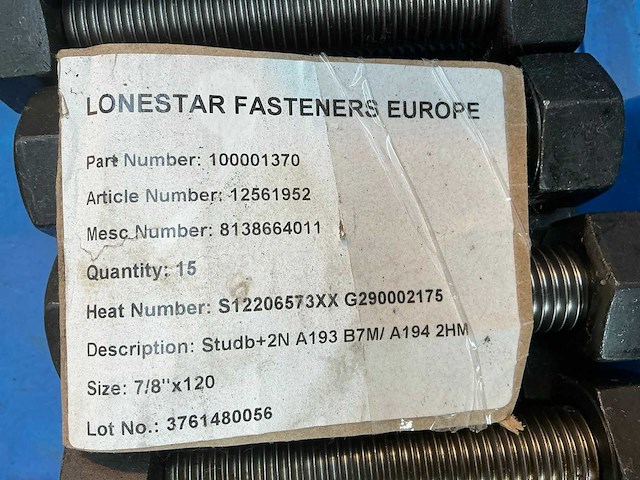 LONESTAR FASTENERS EUROPE
Part Number: 100001370
Article Number: 12561952
Mesc Number: 8138664011
Quantity: 15
Heat Number: S12206573XX G290002175
Description: Studb+2N A193 B7M/ A194 2HM
Size: 7/8"x120
Lot No.: 3761480056